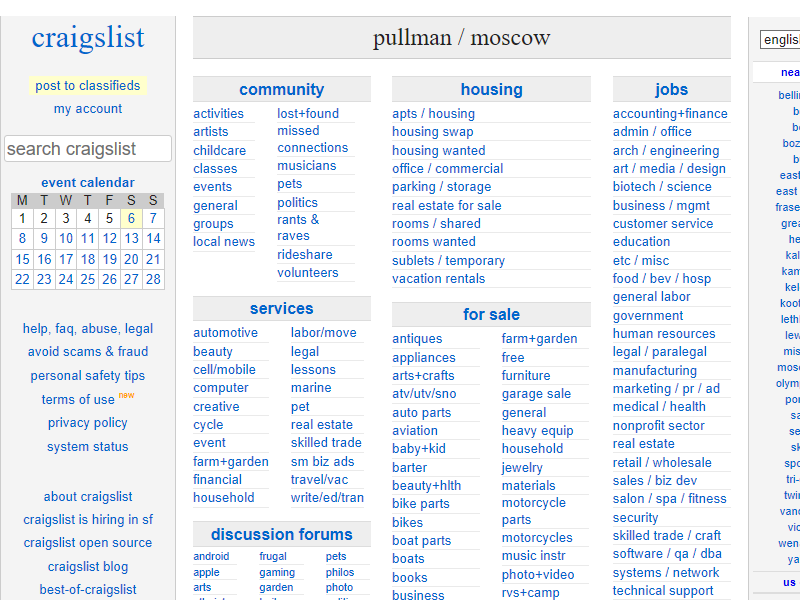 craigslist
post to classifieds
my account
search craigslist
event calendar
M T W T F S S
1 2 3 4 5 6 7
8 9 10 11 12 13 14
15 16 17 18 19 20 21
22 23 24 25 26 27 28
help, faq, abuse, legal
avoid scams & fraud
personal safety tips
terms of use new
privacy policy
system status
about craigslist
craigslist is hiring in sf
craigslist open source
craigslist blog
best-of-craigslist
pullman / moscow
community
activities
artists
childcare
classes
events
general
groups
local news
lost+found
missed
connections
musicians
pets
politics
rants &
raves
rideshare
volunteers
services
automotive
beauty
cell/mobile
computer
creative
cycle
event
farm+garden
financial
household
labor/move
legal
lessons
marine
pet
real estate
skilled trade
sm biz ads
travel/vac
write/ed/tran
discussion forums
android
apple
arts
frugal
gaming
garden
pets
philos
photo
housing
apts / housing
housing swap
housing wanted
office / commercial
parking / storage
real estate for sale
rooms / shared
rooms wanted
sublets / temporary
vacation rentals
for sale
antiques
appliances
arts+crafts
atv/utv/sno
auto parts
aviation
baby+kid
barter
beauty+hlth
bike parts
bikes
boat parts
boats
books
business
farm+garden
free
furniture
garage sale
general
heavy equip
household
jewelry
materials
motorcycle
parts
motorcycles
music instr
photo+video
rvs+camp
jobs
accounting+finance
admin / office
arch / engineering
art / media / design
biotech / science
business / mgmt
customer service
education
etc / misc
food / bev / hosp
general labor
government
human resources
legal / paralegal
manufacturing
marketing / pr / ad
medical / health
nonprofit sector
real estate
retail / wholesale
sales / biz dev
salon / spa / fitness
security
skilled trade / craft
software / qa / dba
systems / network
technical support
english
us